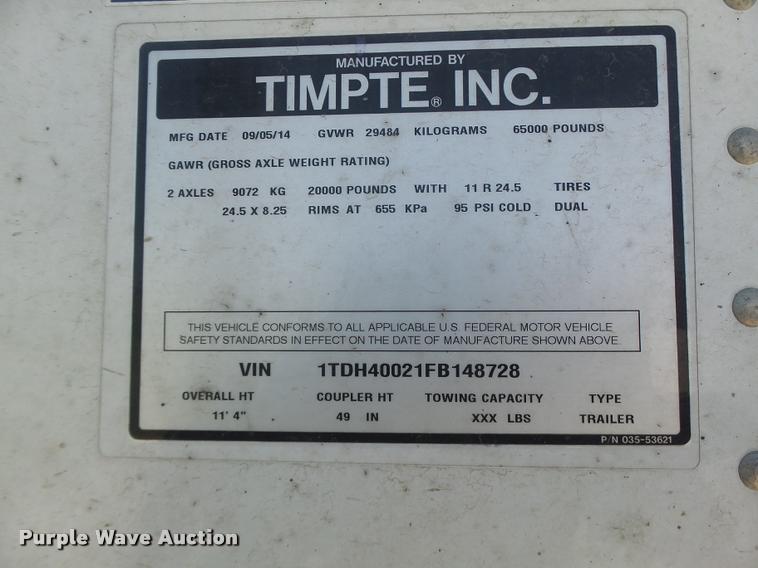 MANUFACTURED BY
TIMPTE® INC.
MFG DATE 09/05/14 GVWR 29484 KILOGRAMS 65000 POUNDS
GAWR (GROSS AXLE WEIGHT RATING)
2 AXLES 9072 KG 20000 POUNDS WITH 11 R 24.5 TIRES
24.5 X 8.25 RIMS AT 655 KPa 95 PSI COLD DUAL
THIS VEHICLE CONFORMS TO ALL APPLICABLE U.S. FEDERAL MOTOR VEHICLE
SAFETY STANDARDS IN EFFECT ON THE DATE OF MANUFACTURE SHOWN ABOVE.
VIN 1TDH40021FB148728
OVERALL HT COUPLER HT TOWING CAPACITY TYPE
11' 4" 49 IN XXX LBS TRAILER
P/N 035-53621
Purple Wave Auction